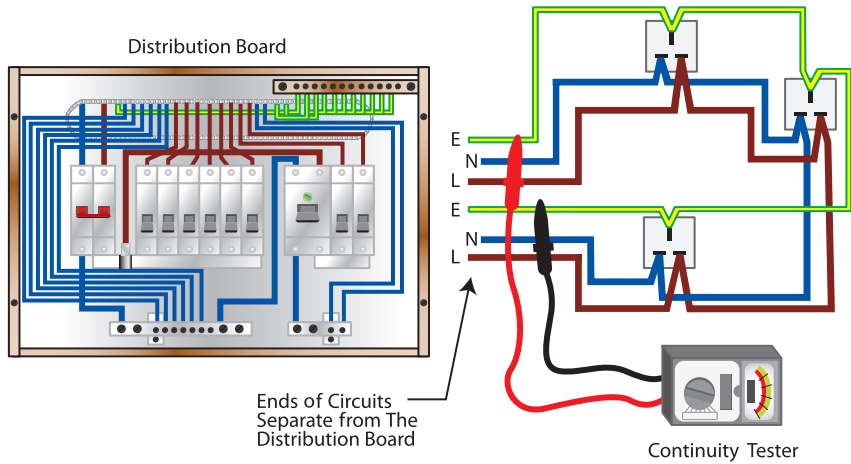 Distribution Board
E
N
L
E
N
L
Ends of Circuits
Separate from The
Distribution Board
Continuity Tester